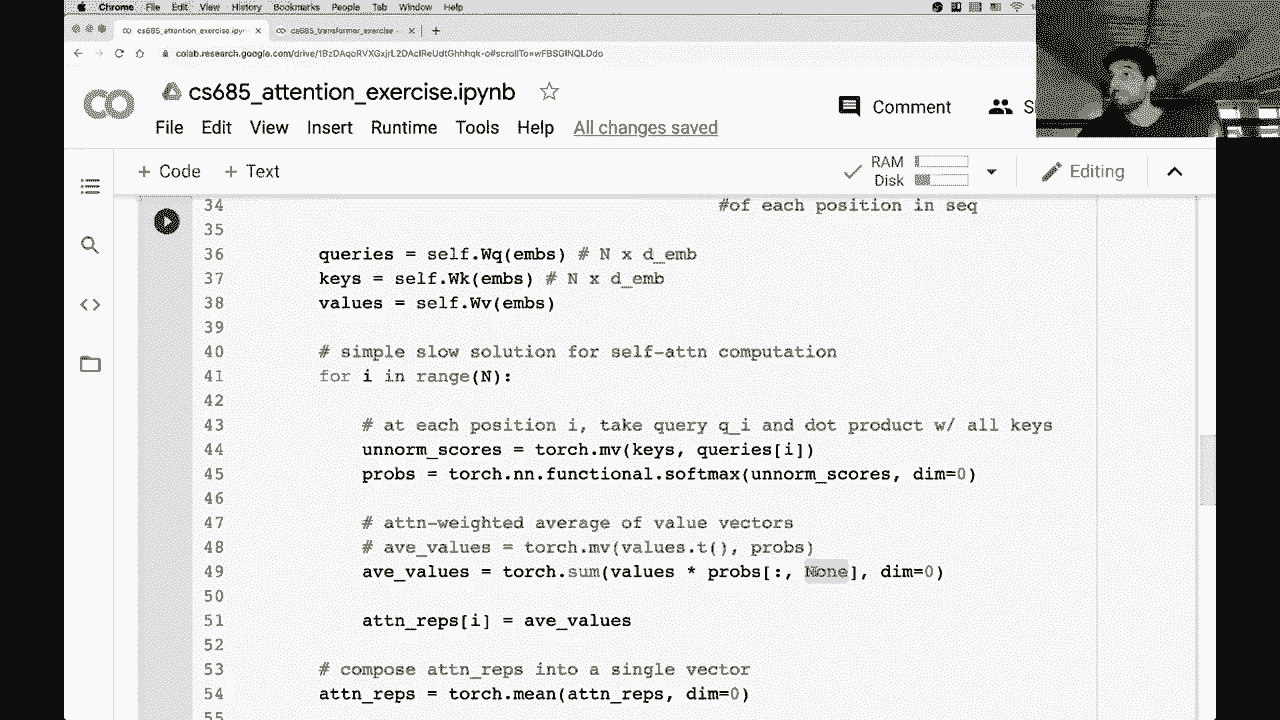 Chrome File Edit View History Bookmarks People Tab Window Help
cs685_attention_exercise.ipyn
cs685_transformer_exercise
colab.research.google.com/drive/
CO cs685_attention_exercise.ipynb
Comment
File Edit View Insert Runtime Tools Help All changes saved
+ Code + Text
RAM
Disk
Editing
34 #of each position in seq
35
36 queries = self.Wq(embs) # N x d_emb
37 keys = self.Wk(embs) # N x d_emb
38 values = self.Wv(embs)
39
40 # simple slow solution for self-attn computation
41 for i in range(N):
42
43 # at each position i, take query q_i and dot product w/ all keys
44 unnorm_scores = torch.mv(keys, queries[i])
45 probs = torch.nn.functional.softmax(unnorm_scores, dim=0)
46
47 # attn-weighted average of value vectors
48 # ave_values = torch.mv(values.t(), probs)
49 ave_values = torch.sum(values * probs[:, None], dim=0)
50
51 attn_reps[i] = ave_values
52
53 # compose attn_reps into a single vector
54 attn_reps = torch.mean(attn_reps, dim=0)
55